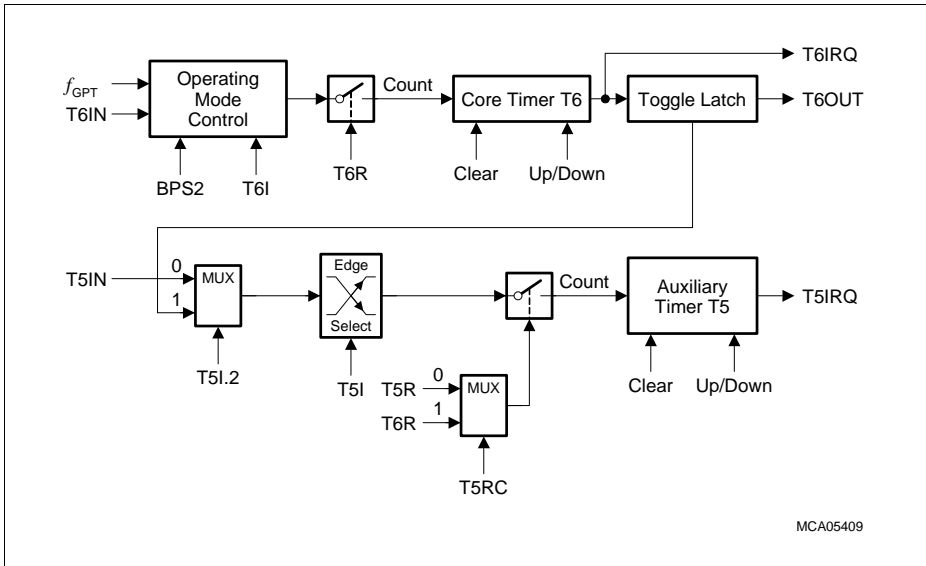 f_GPT
T6IN
Operating
Mode
Control
BPS2
T6I
T6R
Count
Core Timer T6
Clear
Up/Down
Toggle Latch
T6IRQ
T6OUT
T5IN
0
1
MUX
T5I.2
Edge
Select
T5I
T5R
T6R
0
1
MUX
T5RC
Count
Auxiliary
Timer T5
Clear
Up/Down
T5IRQ
MCA05409